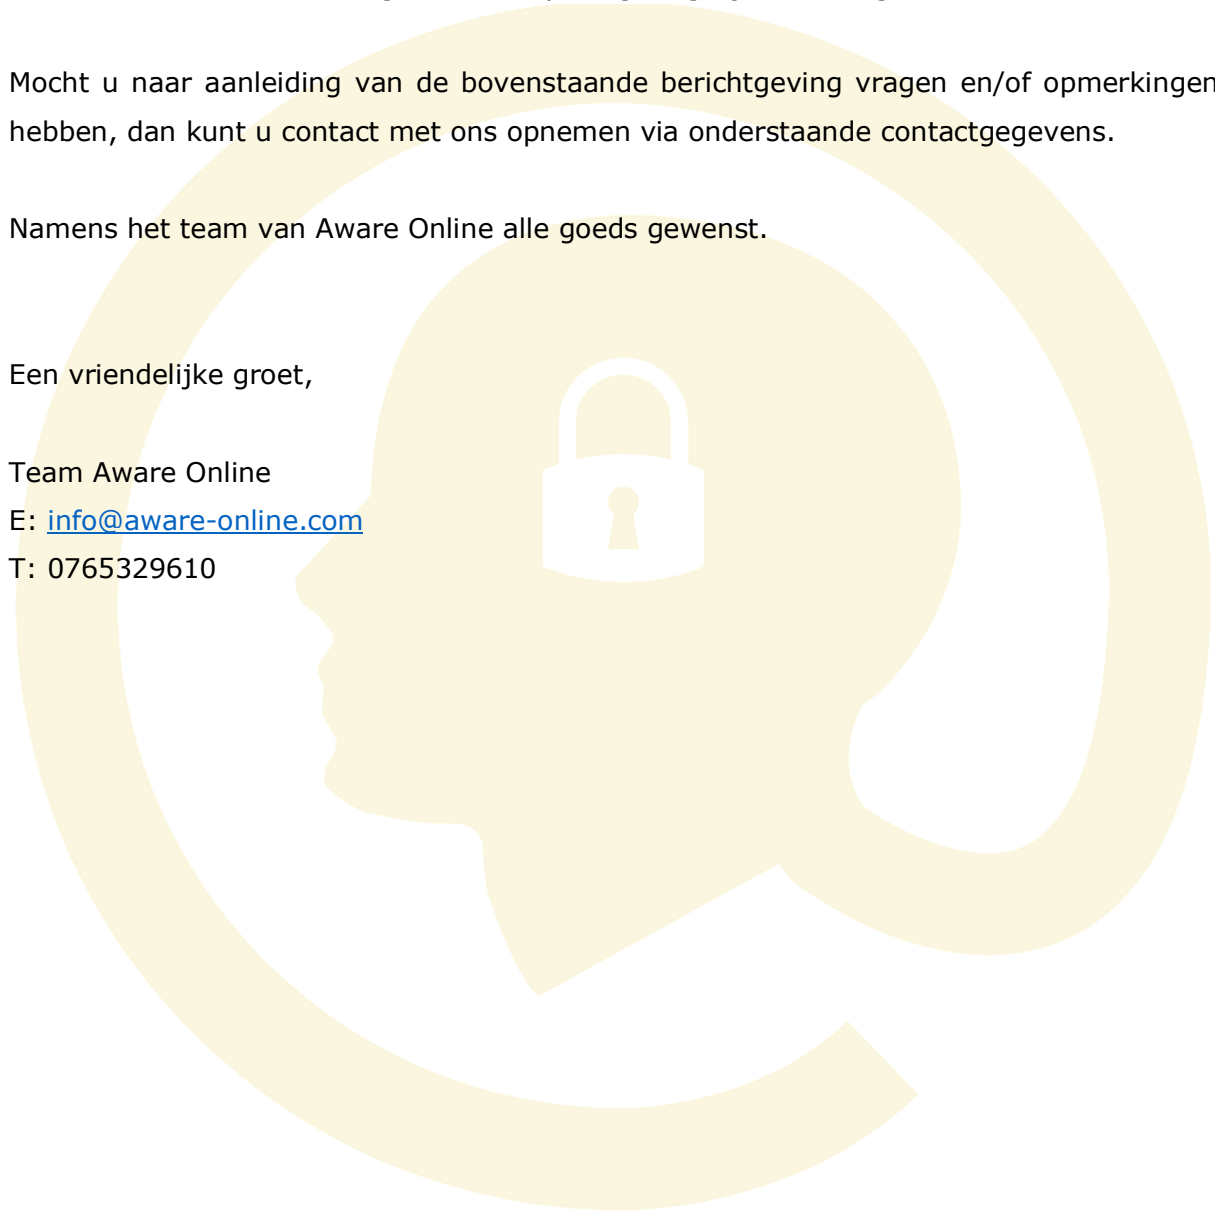 Mocht u naar aanleiding van de bovenstaande berichtgeving vragen en/of opmerkingen
hebben, dan kunt u contact met ons opnemen via onderstaande contactgegevens.
Namens het team van Aware Online alle goeds gewenst.
Een vriendelijke groet,
Team Aware Online
E: info@aware-online.com
T: 0765329610